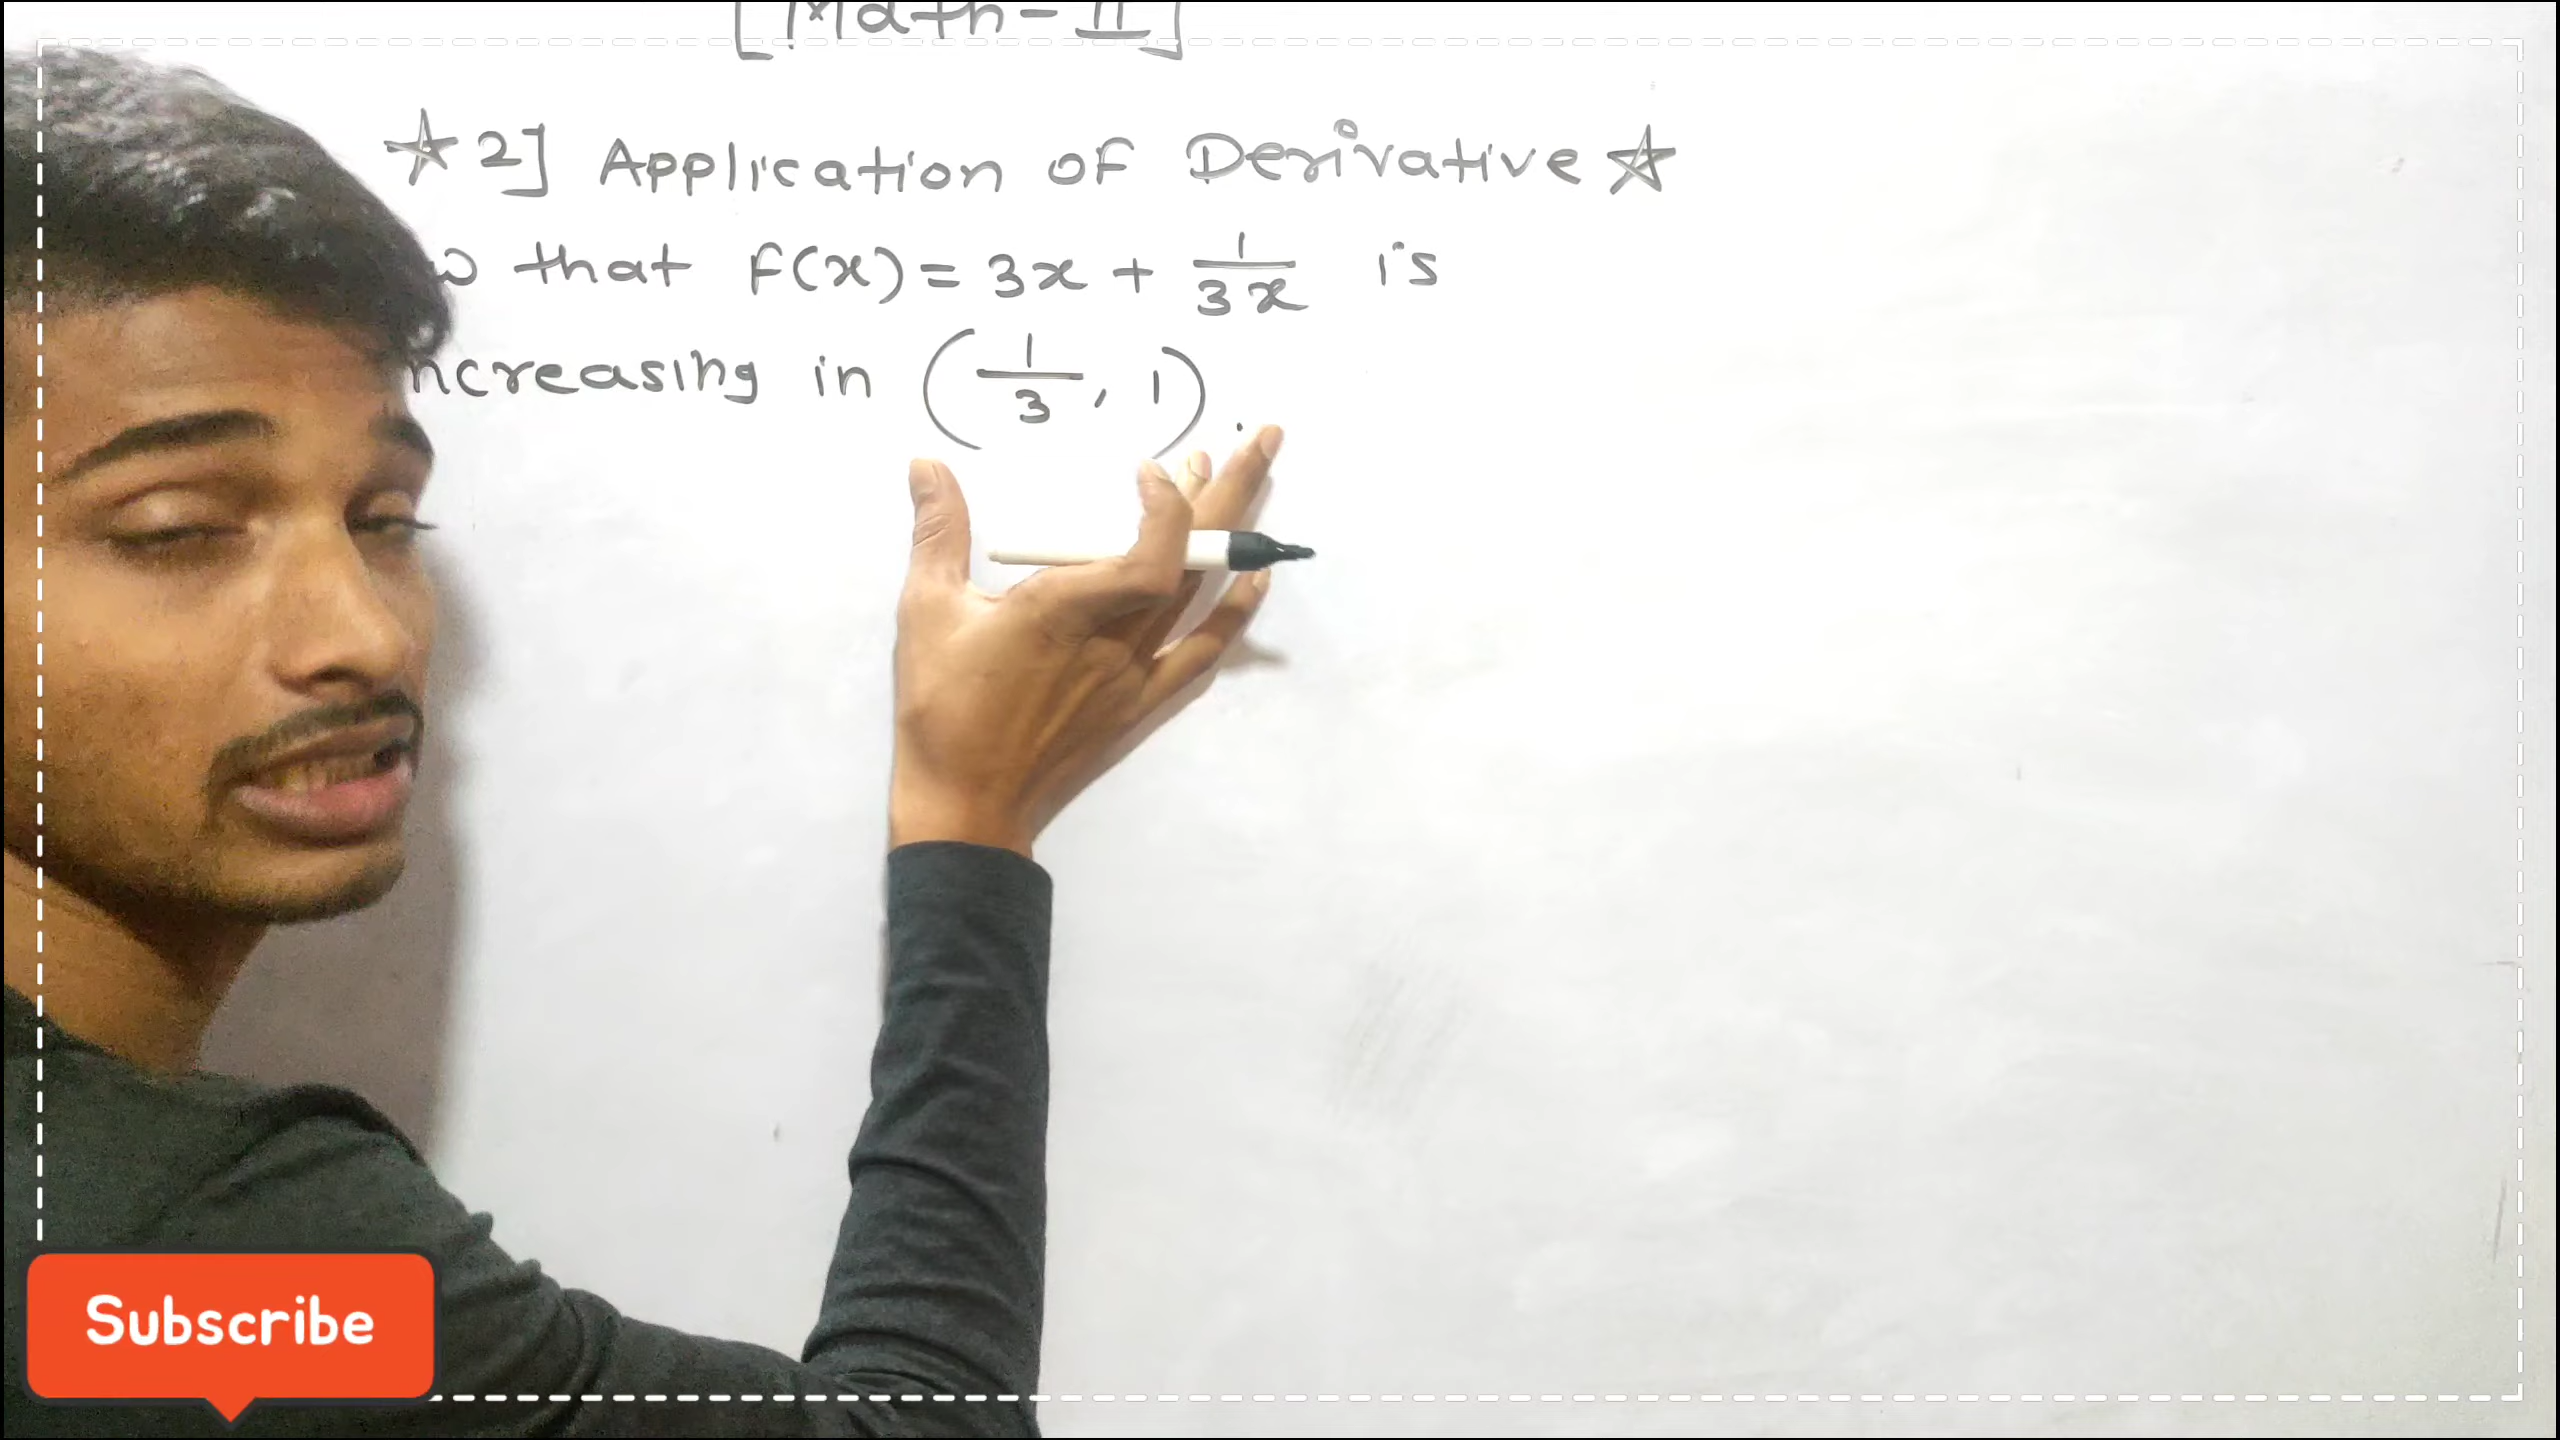 [Math-II]
☆ 2] Application of Derivative ☆
w that f(x) = 3x + 1/3x is
ncreasing in (1/3, 1).
Subscribe